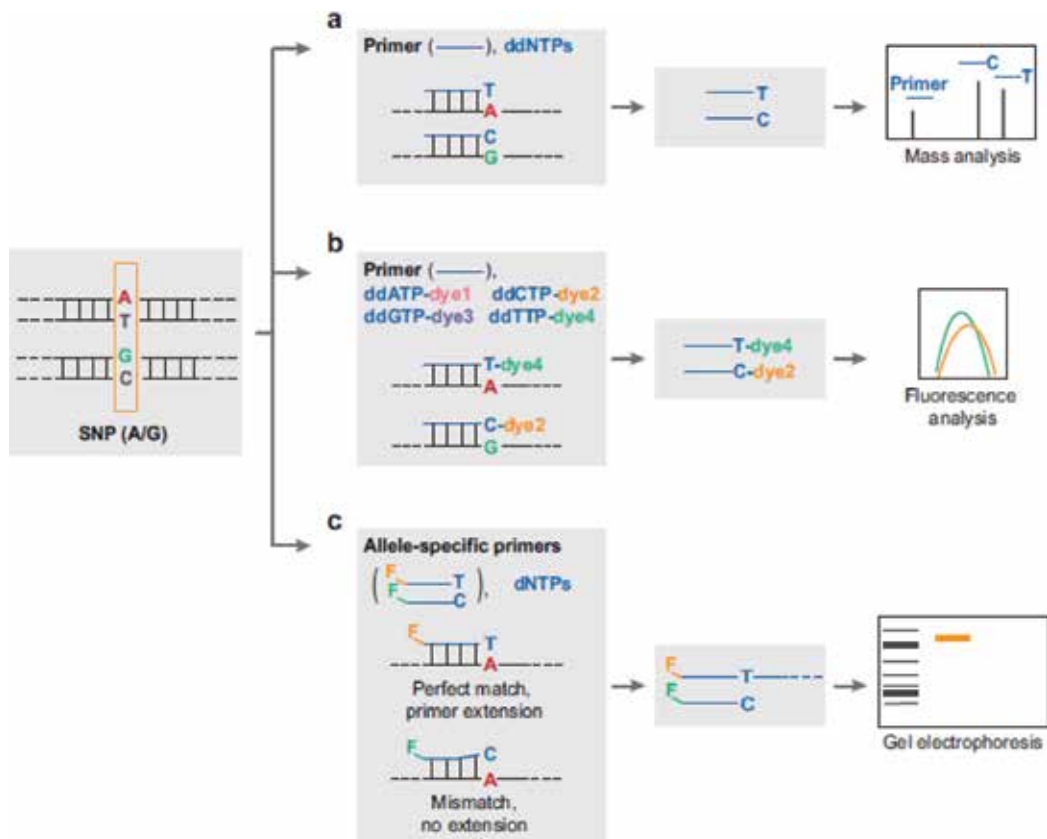 a
Primer ( ), ddNTPs
T
A
C
G
T
C
Primer
C
T
Mass analysis
A
T
G
C
SNP (A/G)
b
Primer ( ),
ddATP-dye1 ddCTP-dye2
ddGTP-dye3 ddTTP-dye4
T-dye4
A
C-dye2
G
T-dye4
C-dye2
Fluorescence
analysis
c
Allele-specific primers
( F T
F C ), dNTPs
F T
A
Perfect match,
primer extension
F C
A
Mismatch,
no extension
F T
F C
Gel electrophoresis